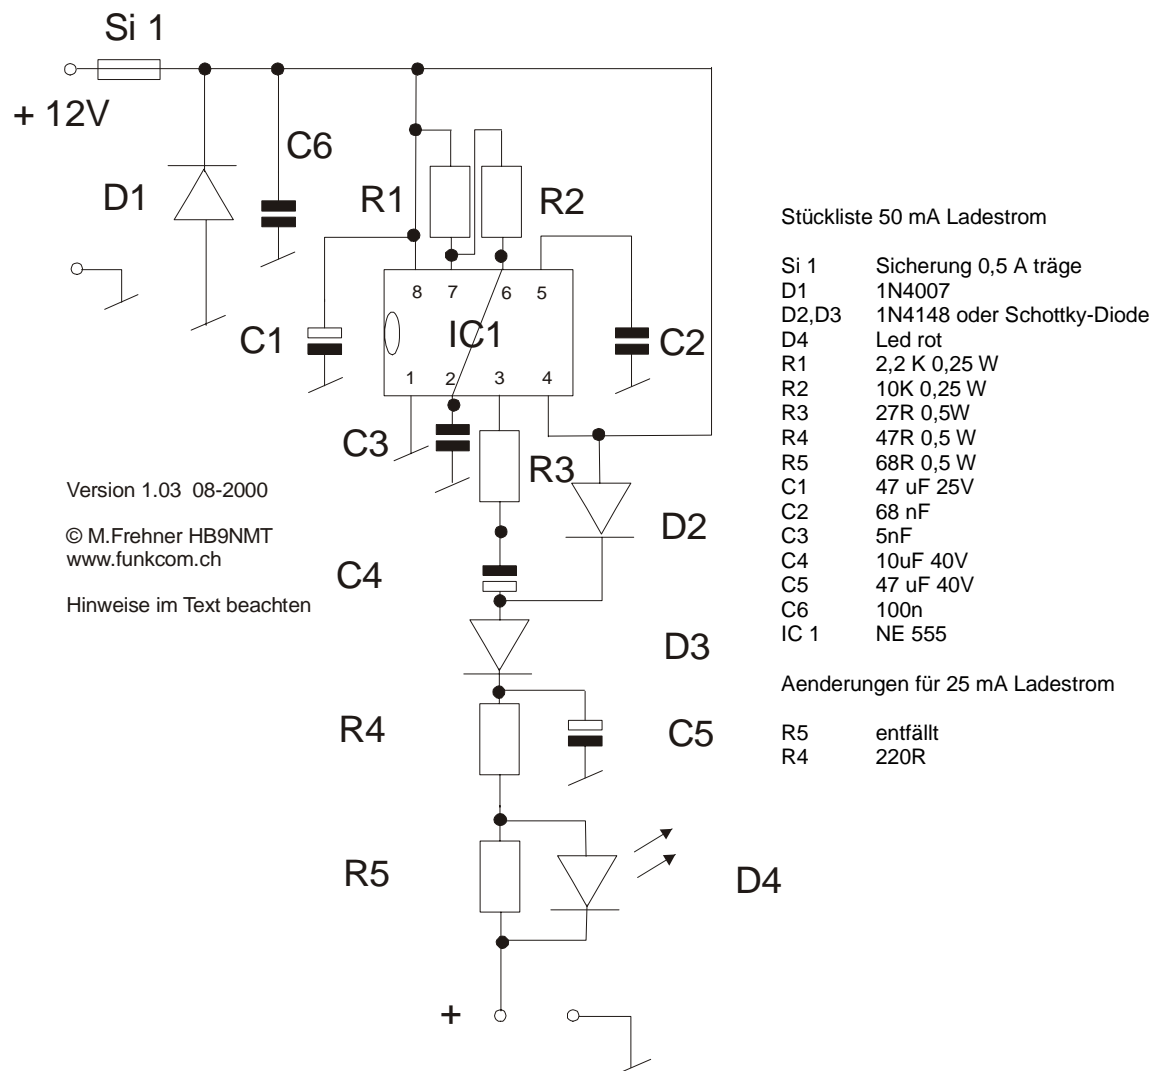 Si 1
+ 12V
C6
D1
R1
R2
8 7 6 5
C1
IC1
C2
1 2 3 4
C3
R3
D2
C4
D3
R4
C5
R5
D4
+
Version 1.03 08-2000
© M.Frehner HB9NMT
www.funkcom.ch
Hinweise im Text beachten
Stückliste 50 mA Ladestrom
Si 1 Sicherung 0,5 A träge
D1 1N4007
D2,D3 1N4148 oder Schottky-Diode
D4 Led rot
R1 2,2 K 0,25 W
R2 10K 0,25 W
R3 27R 0,5W
R4 47R 0,5 W
R5 68R 0,5 W
C1 47 uF 25V
C2 68 nF
C3 5nF
C4 10uF 40V
C5 47 uF 40V
C6 100n
IC 1 NE 555
Aenderungen für 25 mA Ladestrom
R5 entfällt
R4 220R